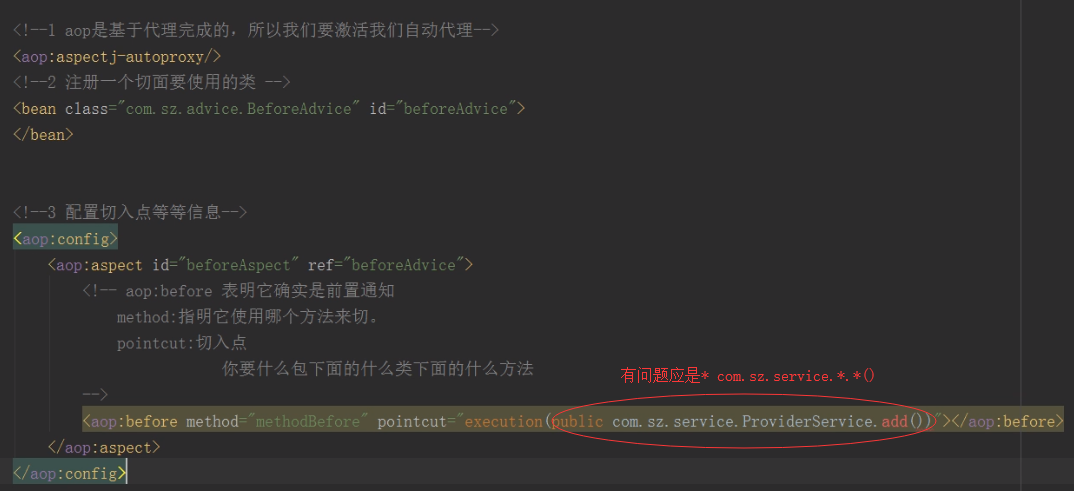 <!--1 aop是基于代理完成的，所以我们要激活我们自动代理-->
<aop:aspectj-autoproxy/>
<!--2 注册一个切面要使用的类 -->
<bean class="com.sz.advice.BeforeAdvice" id="beforeAdvice">
</bean>
<!--3 配置切入点等等信息-->
<aop:config>
<aop:aspect id="beforeAspect" ref="beforeAdvice">
<!-- aop:before 表明它确实是前置通知
method:指明它使用哪个方法来切。
pointcut:切入点
你要什么包下面的什么类下面的什么方法
有问题应是* com.sz.service.*.*()
-->
<aop:before method="methodBefore" pointcut="execution(public com.sz.service.ProviderService.add())"></aop:before>
</aop:aspect>
</aop:config>